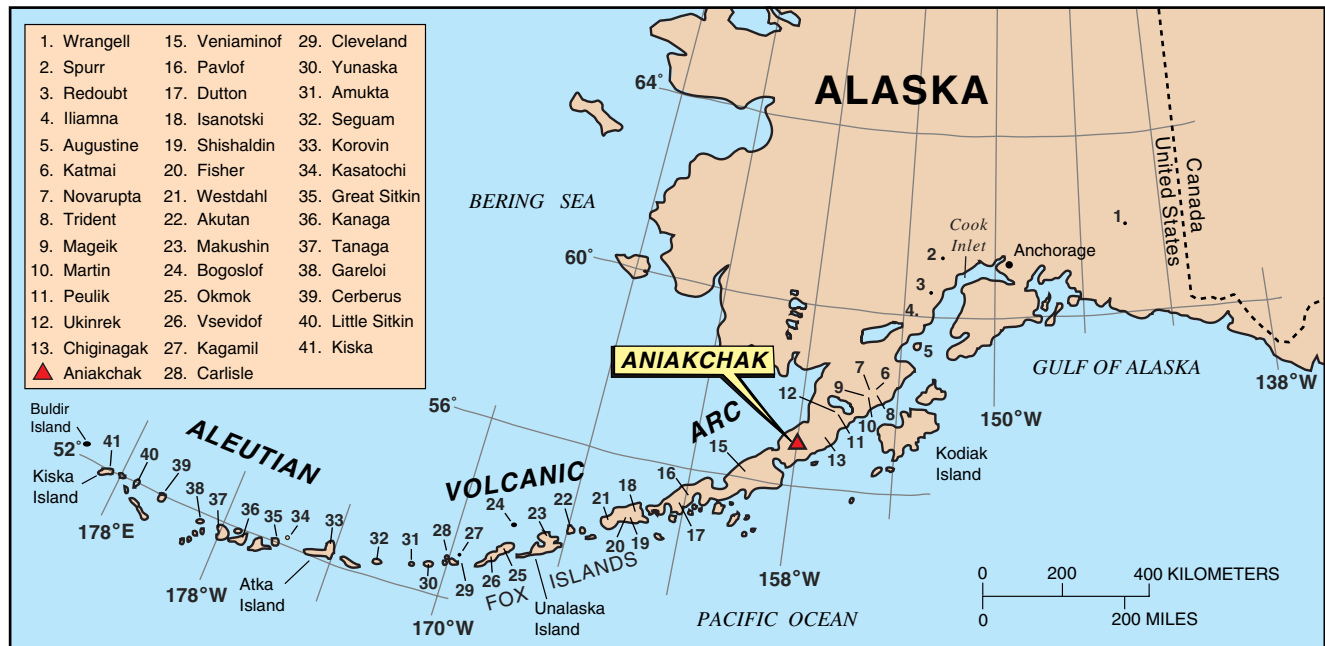 1. Wrangell
2. Spurr
3. Redoubt
4. Iliamna
5. Augustine
6. Katmai
7. Novarupta
8. Trident
9. Mageik
10. Martin
11. Peulik
12. Ukinrek
13. Chiginagak
Aniakchak
15. Veniaminof
16. Pavlof
17. Dutton
18. Isanotski
19. Shishaldin
20. Fisher
21. Westdahl
22. Akutan
23. Makushin
24. Bogoslof
25. Okmok
26. Vsevidof
27. Kagamil
28. Carlisle
29. Cleveland
30. Yunaska
31. Amukta
32. Seguam
33. Korovin
34. Kasatochi
35. Great Sitkin
36. Kanaga
37. Tanaga
38. Gareloi
39. Cerberus
40. Little Sitkin
41. Kiska
ALASKA
64°
BERING SEA
60°
Canada
United States
1
Cook
Inlet
Anchorage
2
3
4
5
GULF OF ALASKA
138°W
150°W
ANIAKCHAK
7
6
9
12
10
8
11
13
Kodiak
Island
56°
ALEUTIAN
VOLCANIC
ARC
15
16
17
18
21
20
19
22
23
24
Buldir
Island
52°
41
Kiska
Island
40
39
178°E
38
37
36
35
34
33
178°W
Atka
Island
32
31
30
28
27
29
26
25
170°W
FOX ISLANDS
Unalaska
Island
158°W
PACIFIC OCEAN
0 200 400 KILOMETERS
0 200 MILES